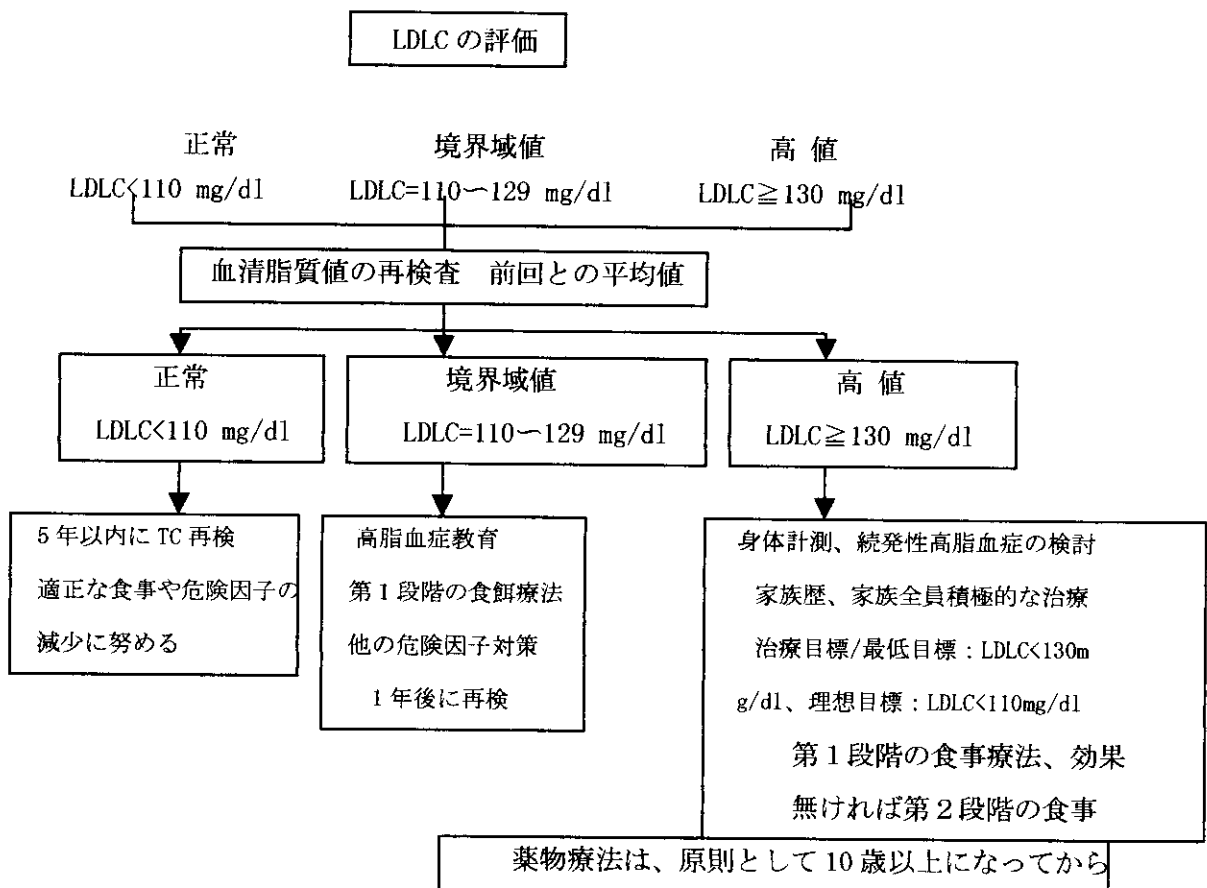 LDLC の評価
正常
境界域値
高 値
LDLC<110 mg/dl
LDLC=110～129 mg/dl
LDLC≧130 mg/dl
血清脂質値の再検査 前回との平均値
正常
LDLC<110 mg/dl
境界域値
LDLC=110～129 mg/dl
高 値
LDLC≧130 mg/dl
5 年以内に TC 再検
適正な食事や危険因子の
減少に努める
高脂血症教育
第１段階の食餌療法
他の危険因子対策
1 年後に再検
身体計測、続発性高脂血症の検討
家族歴、家族全員積極的な治療
治療目標/最低目標：LDLC<130m
g/dl、理想目標：LDLC<110mg/dl
第１段階の食事療法、効果
無ければ第２段階の食事
薬物療法は、原則として 10 歳以上になってから